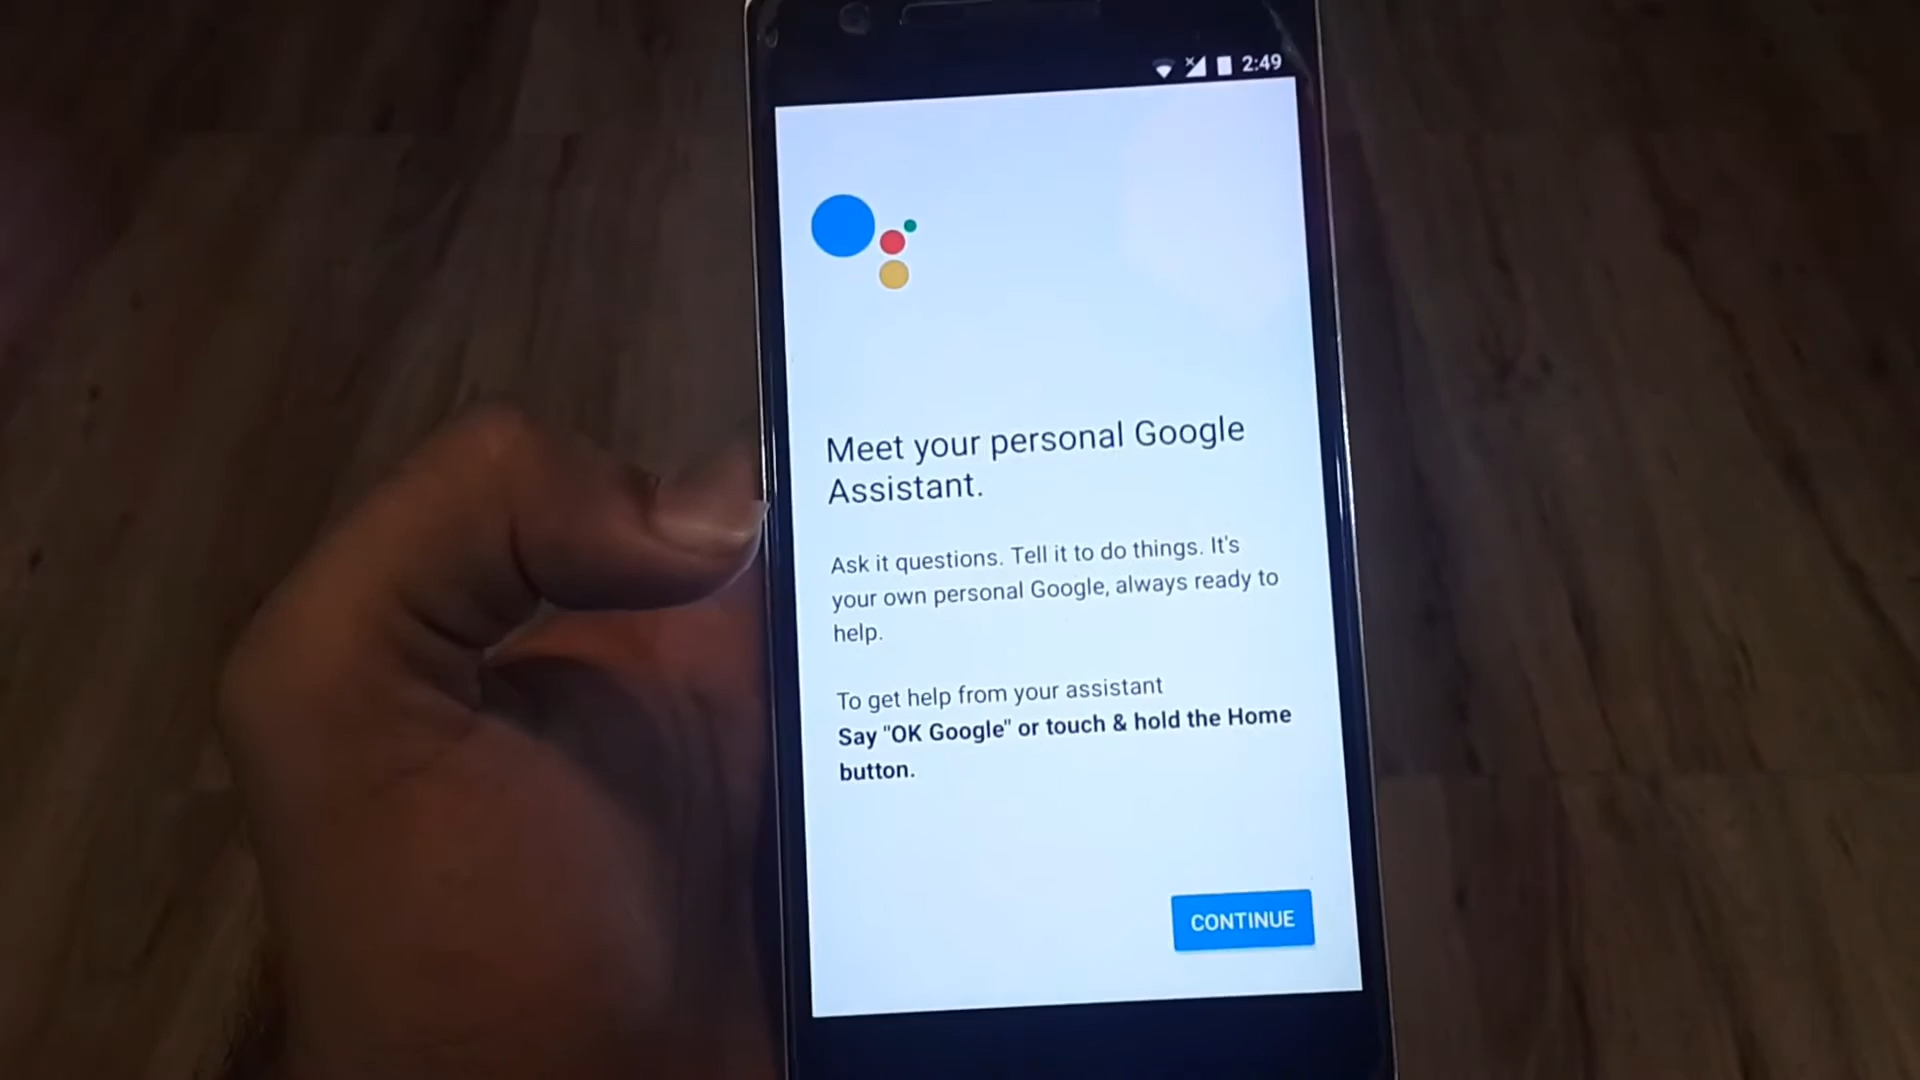 2:49
Meet your personal Google
Assistant.
Ask it questions. Tell it to do things. It's
your own personal Google, always ready to
help.
To get help from your assistant
Say "OK Google" or touch & hold the Home
button.
CONTINUE